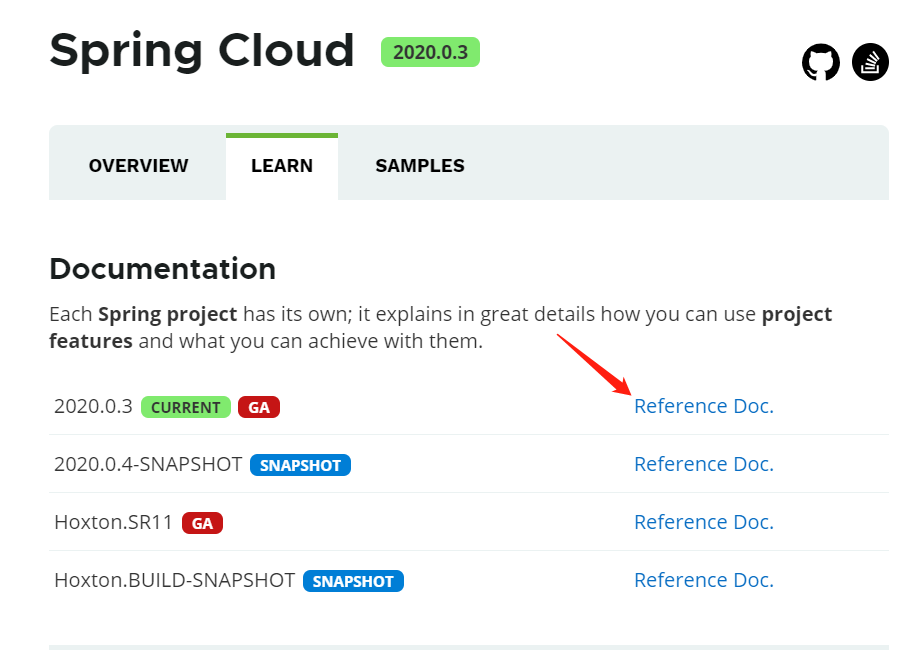 Spring Cloud 2020.0.3
OVERVIEW LEARN SAMPLES
Documentation
Each Spring project has its own; it explains in great details how you can use project
features and what you can achieve with them.
2020.0.3 CURRENT GA Reference Doc.
2020.0.4-SNAPSHOT SNAPSHOT Reference Doc.
Hoxton.SR11 GA Reference Doc.
Hoxton.BUILD-SNAPSHOT SNAPSHOT Reference Doc.